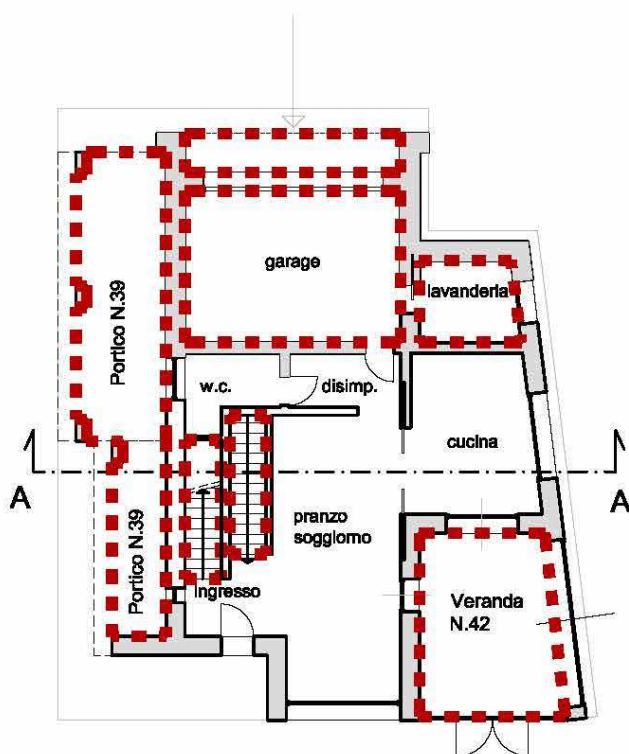 garage
lavanderia
Portico N.39
w.c.
disimp.
cucina
A
A
pranzo
soggiorno
Portico N.39
ingresso
Veranda
N.42